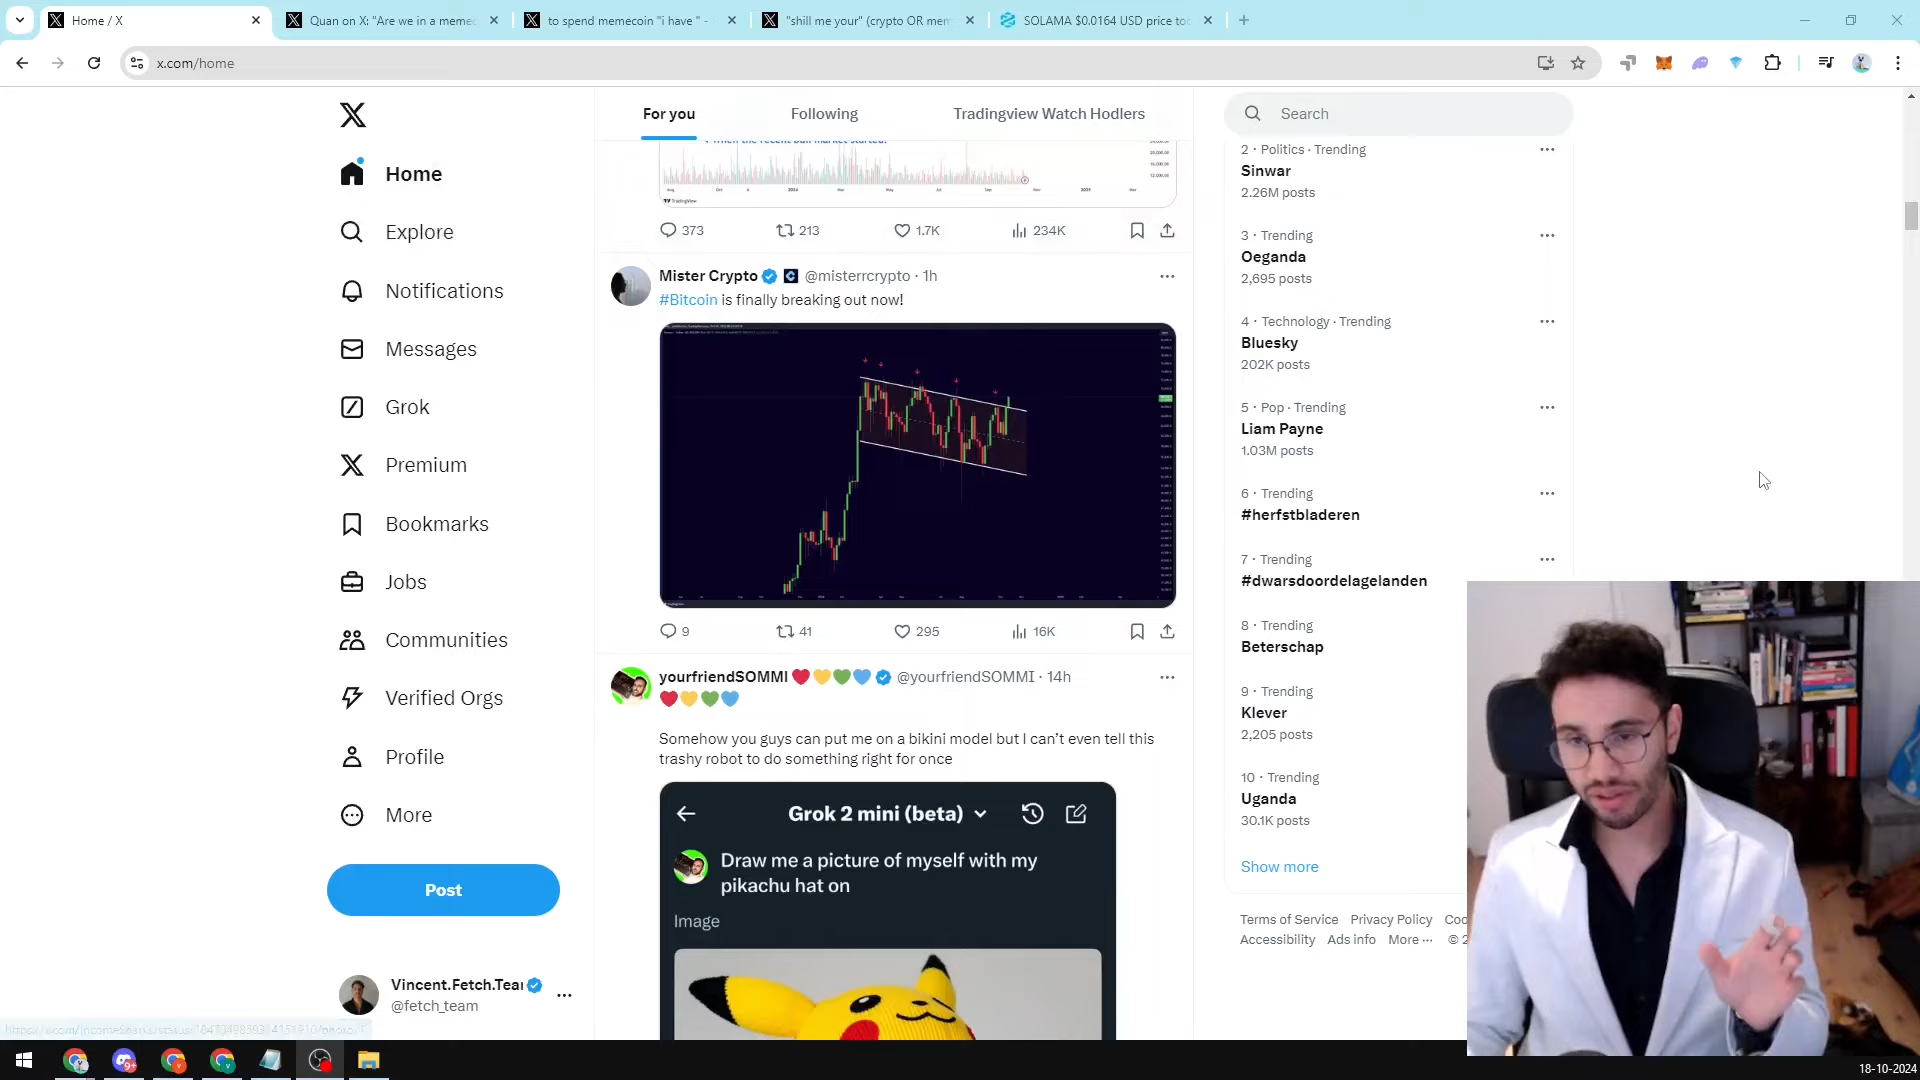 Home / X
Quan on X: "Are we in a memec
to spend memecoin "i have " -
"shill me your" (crypto OR mem
SOLAMA $0.0164 USD price tod
x.com/home
X
Home
Explore
Notifications
Messages
Grok
Premium
Bookmarks
Jobs
Communities
Verified Orgs
Profile
More
Post
Vincent.Fetch.Tea
@fetch_team
For you
Following
Tradingview Watch Hodlers
TradingView
373
213
1.7K
234K
Mister Crypto @misterrcrypto · 1h
#Bitcoin is finally breaking out now!
9
41
295
16K
yourfriendSOMMI ❤️💛💚💙 @yourfriendSOMMI · 14h
❤️💛💚💙
Somehow you guys can put me on a bikini model but I can’t even tell this
trashy robot to do something right for once
Grok 2 mini (beta)
Draw me a picture of myself with my
pikachu hat on
Image
Search
2 · Politics · Trending
Sinwar
2.26M posts
3 · Trending
Oeganda
2,695 posts
4 · Technology · Trending
Bluesky
202K posts
5 · Pop · Trending
Liam Payne
1.03M posts
6 · Trending
#herfstbladeren
7 · Trending
#dwarsdoordelagelanden
8 · Trending
Beterschap
9 · Trending
Klever
2,205 posts
10 · Trending
Uganda
30.1K posts
Show more
Terms of Service Privacy Policy Coo
Accessibility Ads info More ··· © 2
9+
18-10-2024